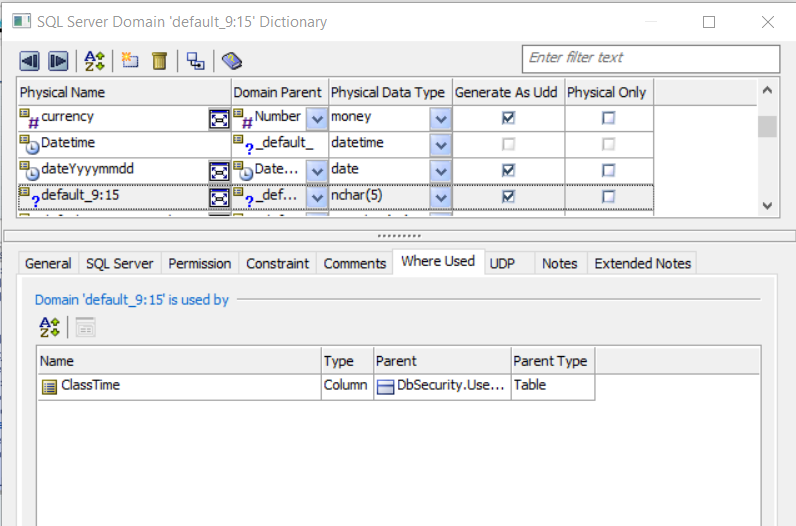 SQL Server Domain 'default_9:15' Dictionary
Enter filter text
Physical Name Domain Parent Physical Data Type Generate As Udd Physical Only
currency Number money
Datetime _default_ datetime
dateYyyymmdd Date... date
default_9:15 _def... nchar(5)
General SQL Server Permission Constraint Comments Where Used UDP Notes Extended Notes
Domain 'default_9:15' is used by
Name Type Parent Parent Type
ClassTime Column DbSecurity.Use... Table